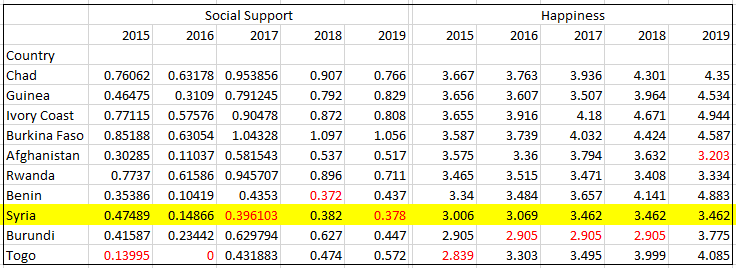 Social Support Happiness
2015 2016 2017 2018 2019 2015 2016 2017 2018 2019
Country
Chad 0.76062 0.63178 0.953856 0.907 0.766 3.667 3.763 3.936 4.301 4.35
Guinea 0.46475 0.3109 0.791245 0.792 0.829 3.656 3.607 3.507 3.964 4.534
Ivory Coast 0.77115 0.57576 0.90478 0.872 0.808 3.655 3.916 4.18 4.671 4.944
Burkina Faso 0.85188 0.63054 1.04328 1.097 1.056 3.587 3.739 4.032 4.424 4.587
Afghanistan 0.30285 0.11037 0.581543 0.537 0.517 3.575 3.36 3.794 3.632 3.203
Rwanda 0.7737 0.61586 0.945707 0.896 0.711 3.465 3.515 3.471 3.408 3.334
Benin 0.35386 0.10419 0.4353 0.372 0.437 3.34 3.484 3.657 4.141 4.883
Syria 0.47489 0.14866 0.396103 0.382 0.378 3.006 3.069 3.462 3.462 3.462
Burundi 0.41587 0.23442 0.629794 0.627 0.447 2.905 2.905 2.905 2.905 3.775
Togo 0.13995 0 0.431883 0.474 0.572 2.839 3.303 3.495 3.999 4.085